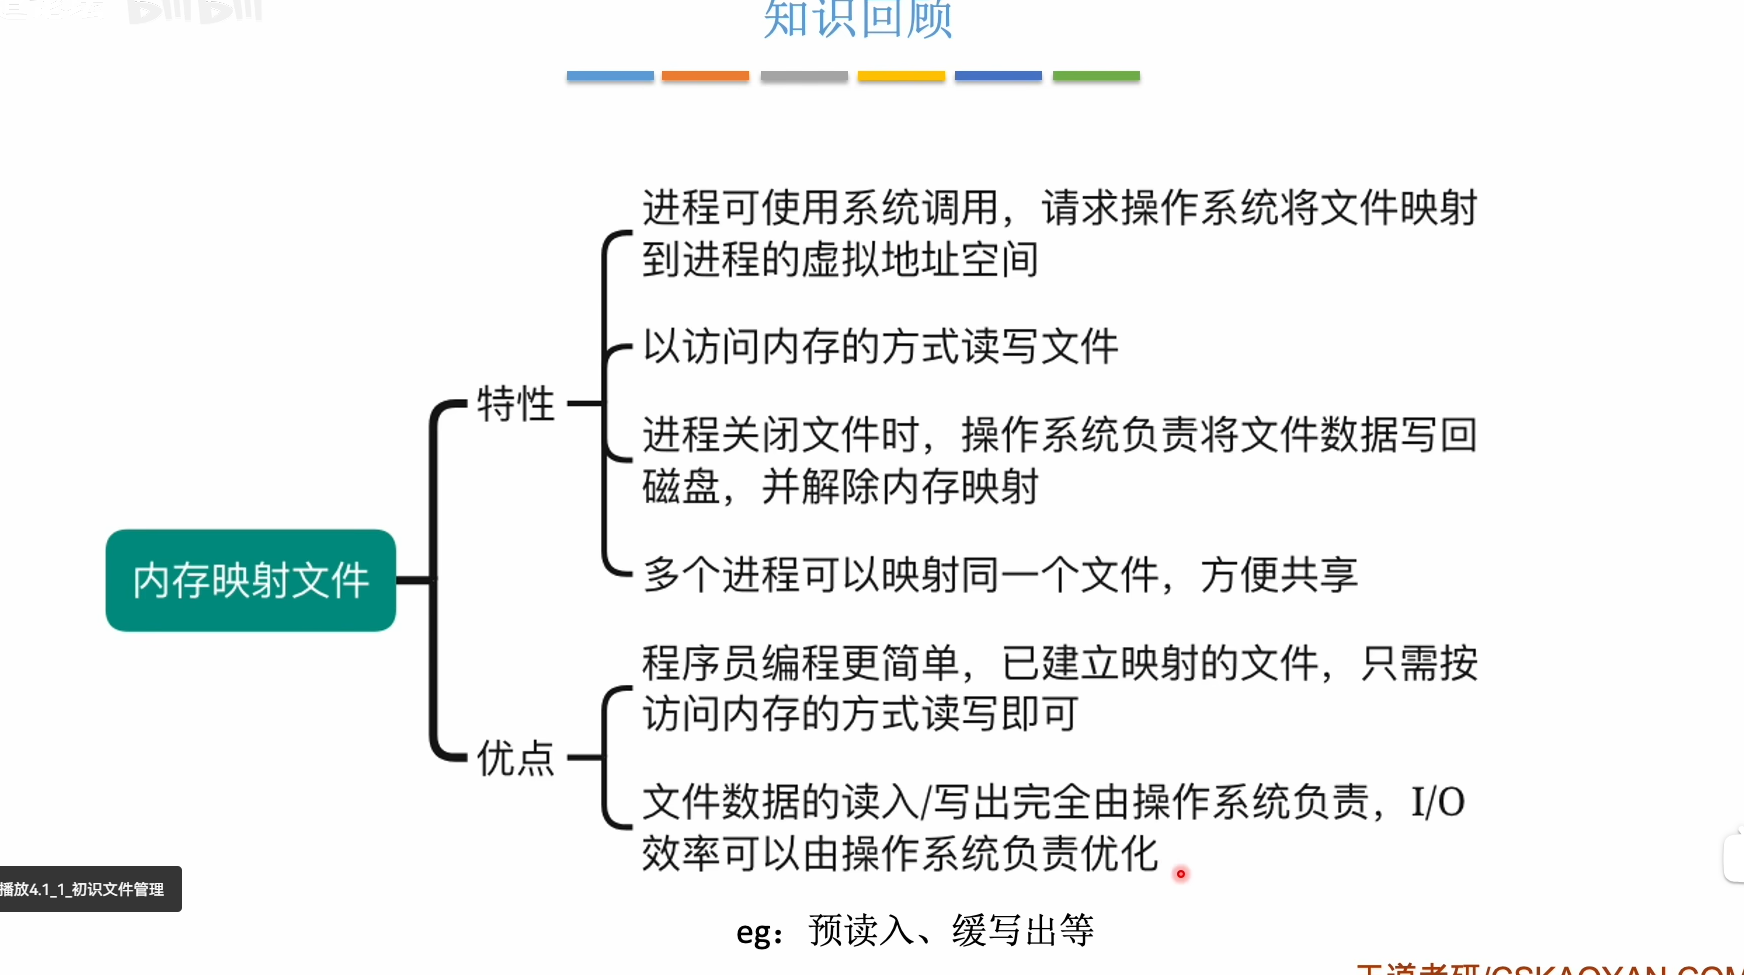 知识回顾
进程可使用系统调用，请求操作系统将文件映射
到进程的虚拟地址空间
以访问内存的方式读写文件
特性
进程关闭文件时，操作系统负责将文件数据写回
磁盘，并解除内存映射
内存映射文件
多个进程可以映射同一个文件，方便共享
程序员编程更简单，已建立映射的文件，只需按
访问内存的方式读写即可
优点
文件数据的读入/写出完全由操作系统负责，I/O
效率可以由操作系统负责优化
播放4.1_1_初识文件管理
eg：预读入、缓写出等
王道考研/CSKAOYAN.COM